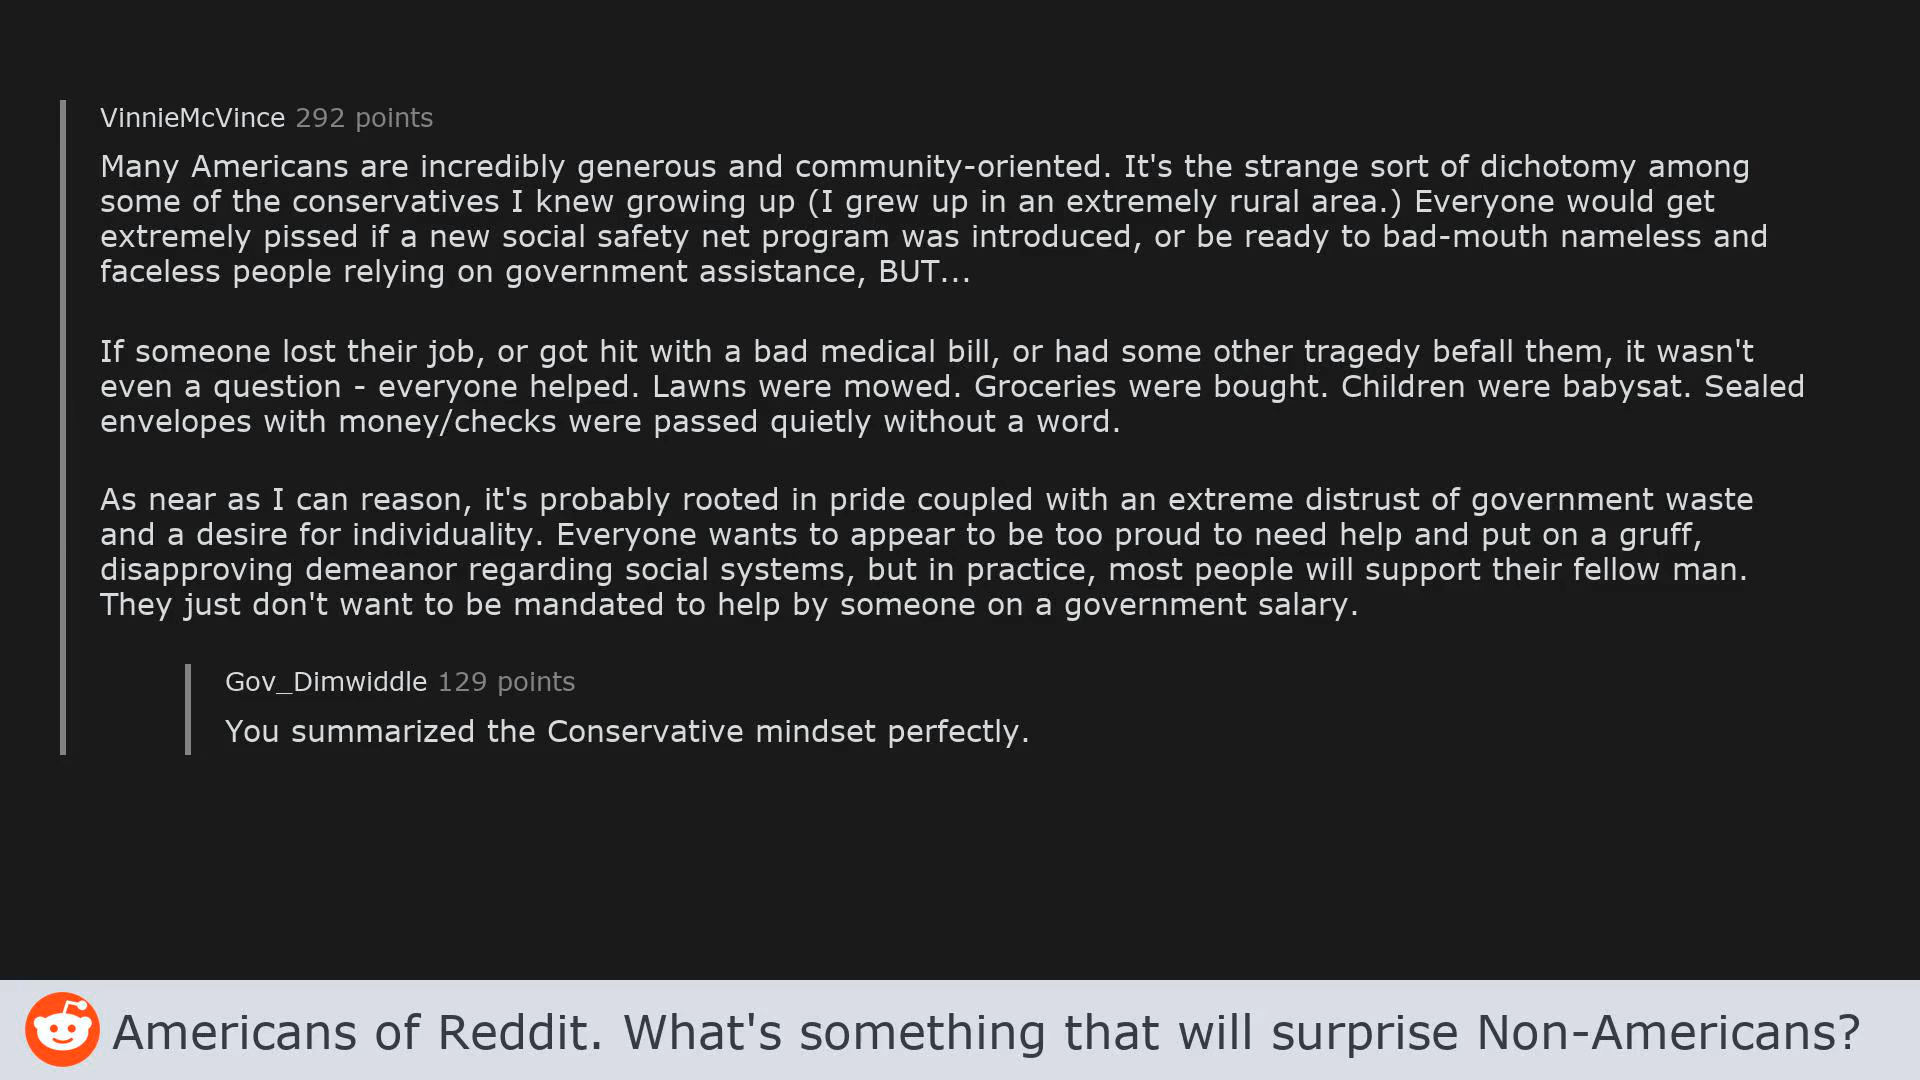 VinnieMcVince 292 points
Many Americans are incredibly generous and community-oriented. It's the strange sort of dichotomy among
some of the conservatives I knew growing up (I grew up in an extremely rural area.) Everyone would get
extremely pissed if a new social safety net program was introduced, or be ready to bad-mouth nameless and
faceless people relying on government assistance, BUT...
If someone lost their job, or got hit with a bad medical bill, or had some other tragedy befall them, it wasn't
even a question - everyone helped. Lawns were mowed. Groceries were bought. Children were babysat. Sealed
envelopes with money/checks were passed quietly without a word.
As near as I can reason, it's probably rooted in pride coupled with an extreme distrust of government waste
and a desire for individuality. Everyone wants to appear to be too proud to need help and put on a gruff,
disapproving demeanor regarding social systems, but in practice, most people will support their fellow man.
They just don't want to be mandated to help by someone on a government salary.
Gov_Dimwiddle 129 points
You summarized the Conservative mindset perfectly.
Americans of Reddit. What's something that will surprise Non-Americans?